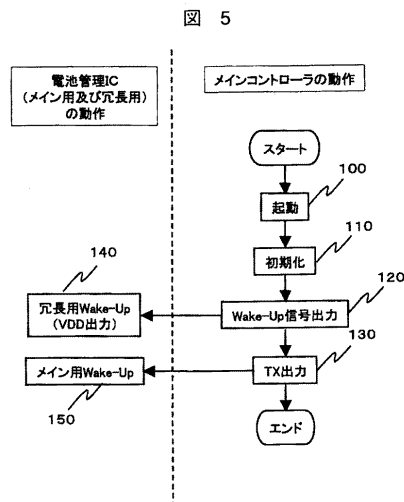 図 5
電池管理IC
(メイン用及び冗長用)
の動作
メインコントローラの動作
スタート
100
起動
110
初期化
140
120
冗長用Wake-Up
(VDD出力)
Wake-Up信号出力
130
メイン用Wake-Up
TX出力
150
エンド